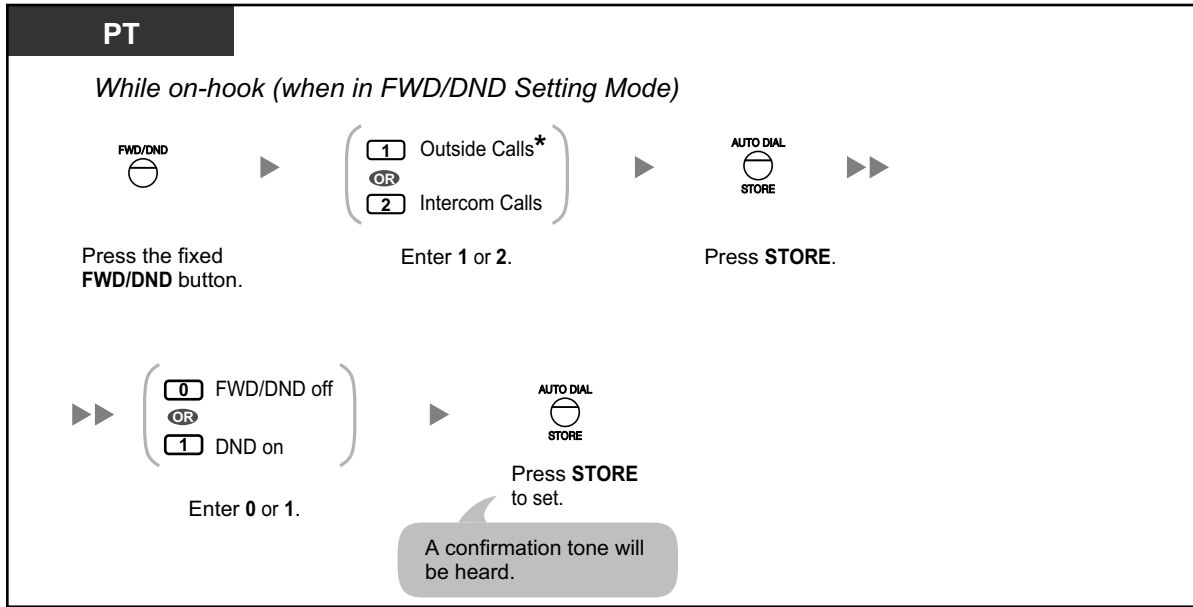 PT
While on-hook (when in FWD/DND Setting Mode)
FWD/DND
1 Outside Calls*
OR
2 Intercom Calls
AUTO DIAL
STORE
Press the fixed
FWD/DND button.
Enter 1 or 2.
Press STORE.
0 FWD/DND off
OR
1 DND on
AUTO DIAL
STORE
Enter 0 or 1.
Press STORE
to set.
A confirmation tone will
be heard.